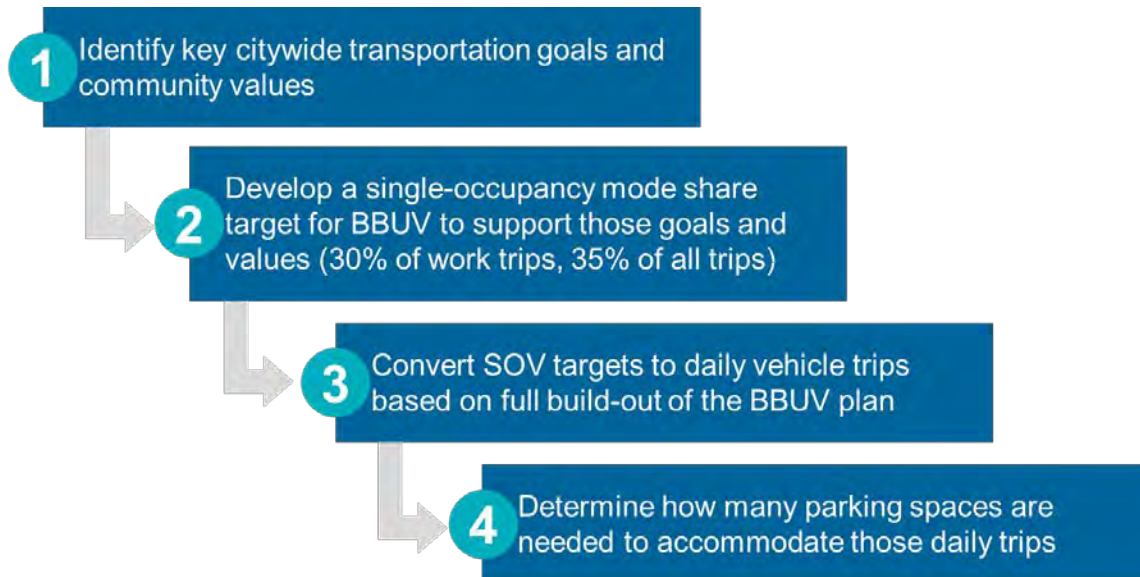 1
Identify key citywide transportation goals and
community values
2
Develop a single-occupancy mode share
target for BBUV to support those goals and
values (30% of work trips, 35% of all trips)
3
Convert SOV targets to daily vehicle trips
based on full build-out of the BBUV plan
4
Determine how many parking spaces are
needed to accommodate those daily trips